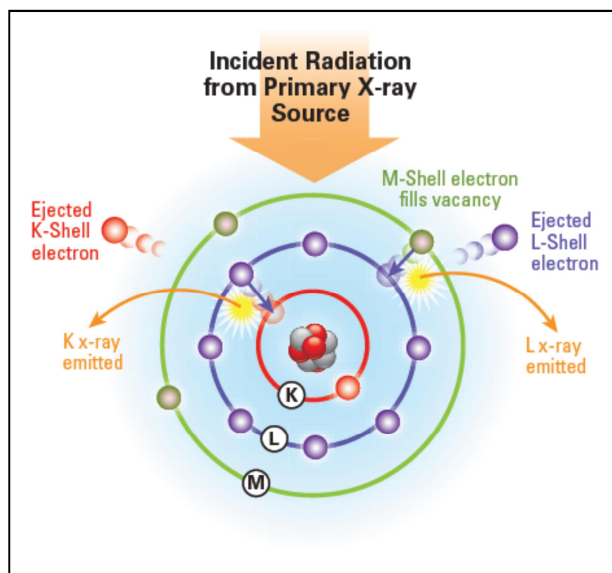 Incident Radiation
from Primary X-ray
Source
M-Shell electron
fills vacancy
Ejected
K-Shell
electron
Ejected
L-Shell
electron
K x-ray
emitted
L x-ray
emitted
K
L
M